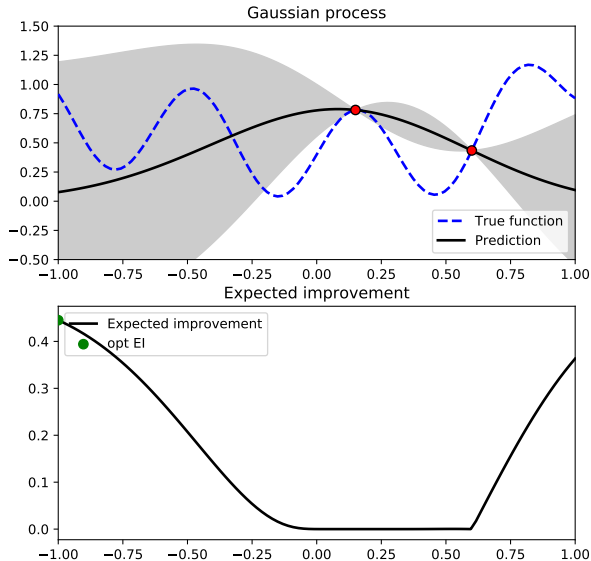 Gaussian process
1.50
1.25
1.00
0.75
0.50
0.25
0.00
−0.25
−0.50
True function
Prediction
−1.00 −0.75 −0.50 −0.25 0.00 0.25 0.50 0.75 1.00
Expected improvement
Expected improvement
opt EI
0.4
0.3
0.2
0.1
0.0
−1.00 −0.75 −0.50 −0.25 0.00 0.25 0.50 0.75 1.00